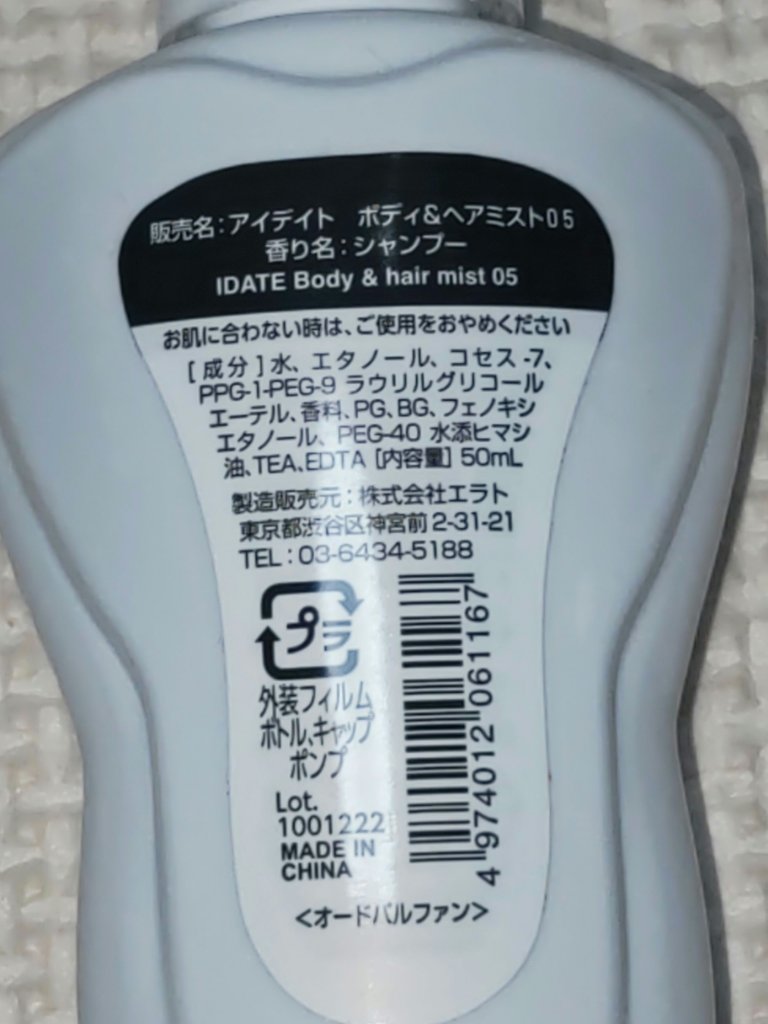 販売名:アイデイト ボディ&ヘアミスト05
香り名:シャンプー
IDATE Body & hair mist 05
お肌に合わない時は、ご使用をおやめください
[成分]水、エタノール、コセス-7、
PPG-1-PEG-9 ラウリルグリコール
エーテル、香料、PG、BG、フェノキシ
エタノール、PEG-40 水添ヒマシ
油、TEA、EDTA [内容量] 50mL
製造販売元:株式会社エラト
東京都渋谷区神宮前2-31-21
TEL:03-6434-5188
プラ
外装フィルム
ボトル、キャップ
ポンプ
Lot.
1001222
MADE IN
CHINA
4 974012 061167
<オードパルファン>